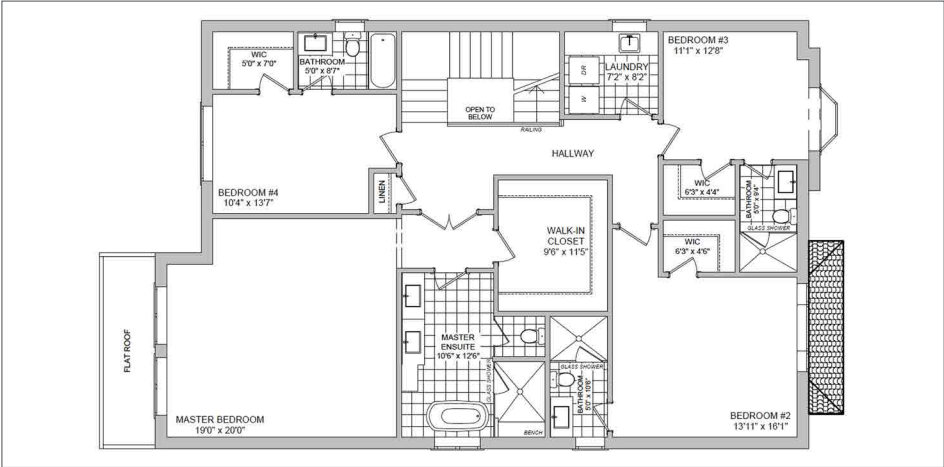 WIC
5'0" x 7'0"
BATHROOM
5'0" x 8'7"
OPEN TO
BELOW
RAILING
DR
W
LAUNDRY
7'2" x 8'2"
BEDROOM #3
11'1" x 12'8"
HALLWAY
BEDROOM #4
10'4" x 13'7"
LINEN
WIC
6'3" x 4'4"
BATHROOM
5'0" x 9'4"
GLASS SHOWER
WALK-IN
CLOSET
9'6" x 11'5"
WIC
6'3" x 4'6"
FLAT ROOF
MASTER
ENSUITE
10'6" x 12'6"
GLASS SHOWER
BENCH
GLASS SHOWER
BATHROOM
5'0" x 10'6"
MASTER BEDROOM
19'0" x 20'0"
BEDROOM #2
13'11" x 16'1"